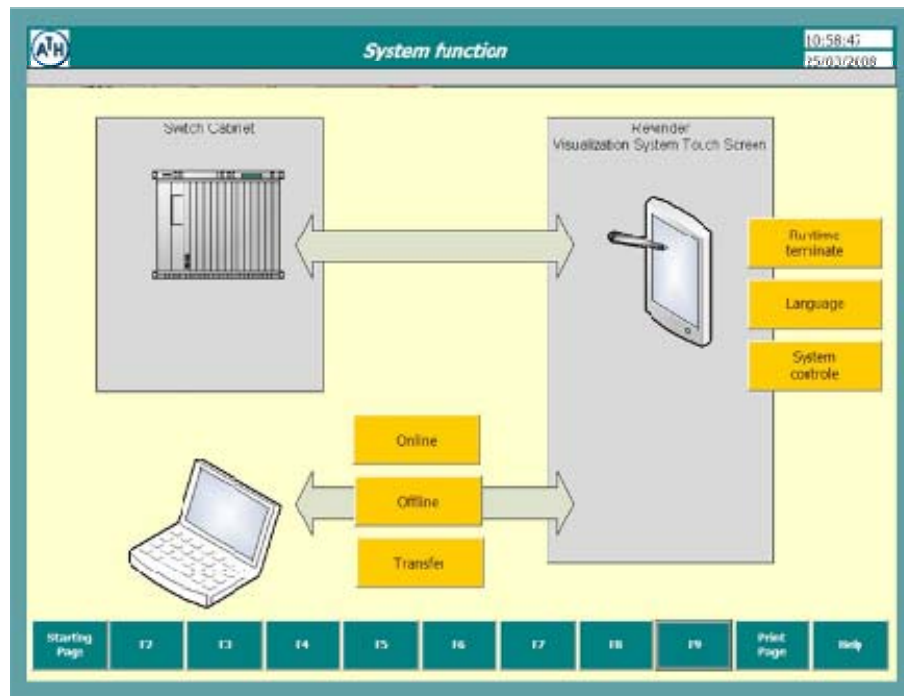 ATH
System function
10:58:47
25/03/2008
Switch Cabinet
Rewinder
Visualization System Touch Screen
Runtime
terminate
Language
System
controle
Online
Offline
Transfer
Starting
Page
F2
F3
F4
F5
F6
F7
F8
F9
Print
Page
Help